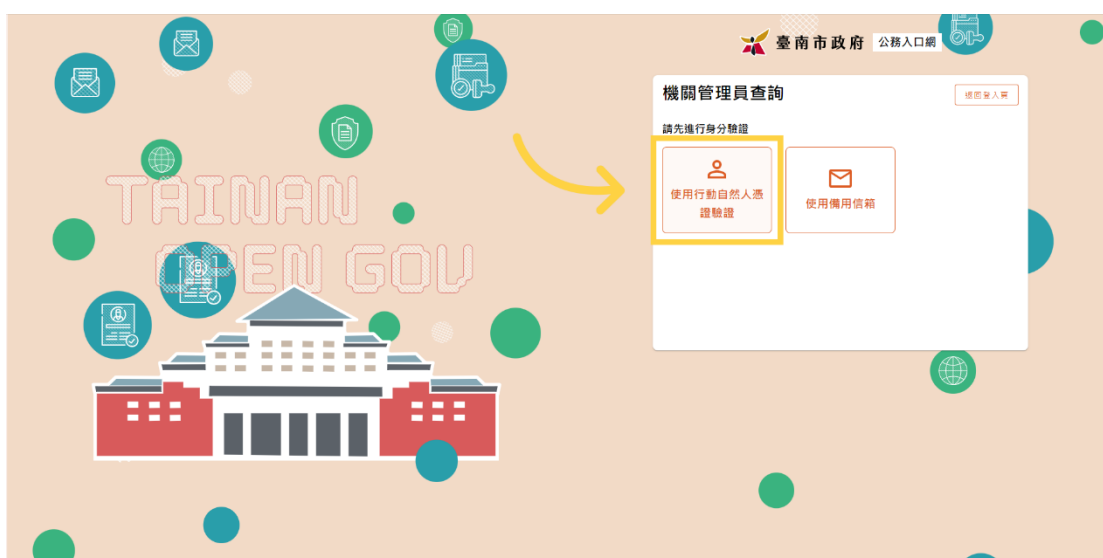 臺南市政府 公務入口網
機關管理員查詢
返回登入頁
請先進行身分驗證
使用行動自然人憑
證驗證
使用備用信箱
TAINAN
OPEN GOV